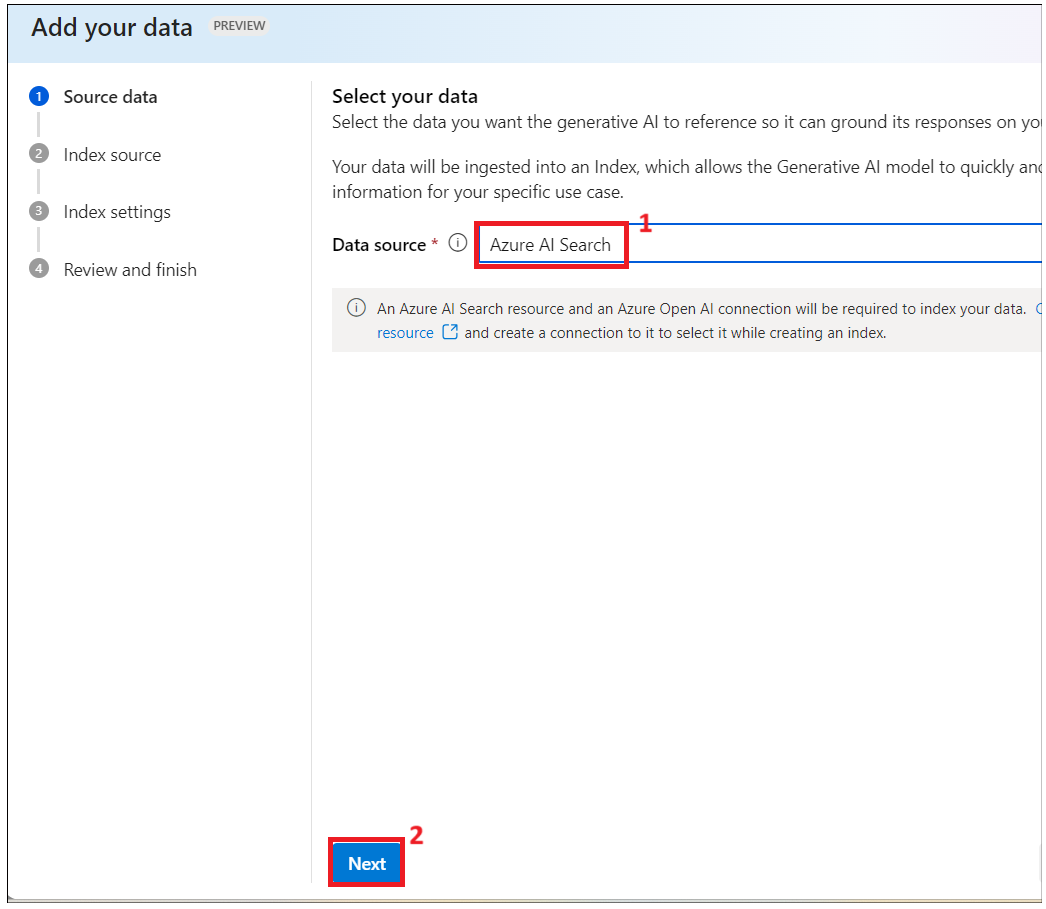 Add your data PREVIEW
1 Source data
2 Index source
3 Index settings
4 Review and finish
Select your data
Select the data you want the generative AI to reference so it can ground its responses on
Your data will be ingested into an Index, which allows the Generative AI model to quickly
information for your specific use case.
Data source * Azure AI Search 1
An Azure AI Search resource and an Azure Open AI connection will be required to index your data.
resource and create a connection to it to select it while creating an index.
2
Next